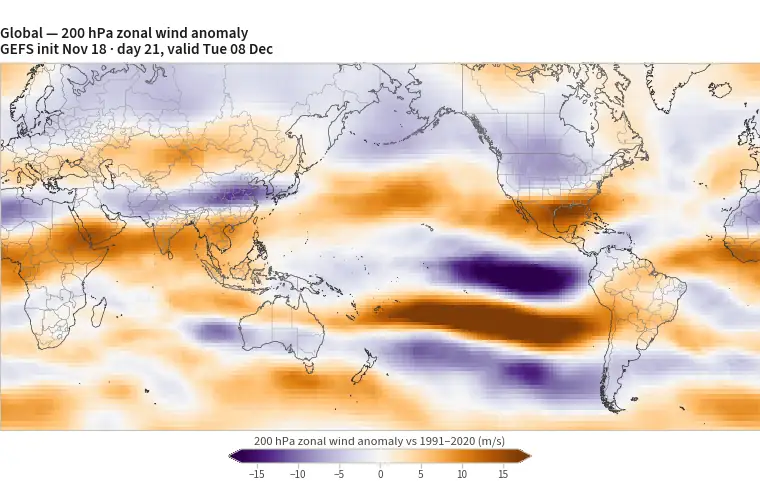 Global — 200 hPa zonal wind anomaly
GEFS init Nov 18 · day 21, valid Tue 08 Dec
200 hPa zonal wind anomaly vs 1991–2020 (m/s)
−15 −10 −5 0 5 10 15